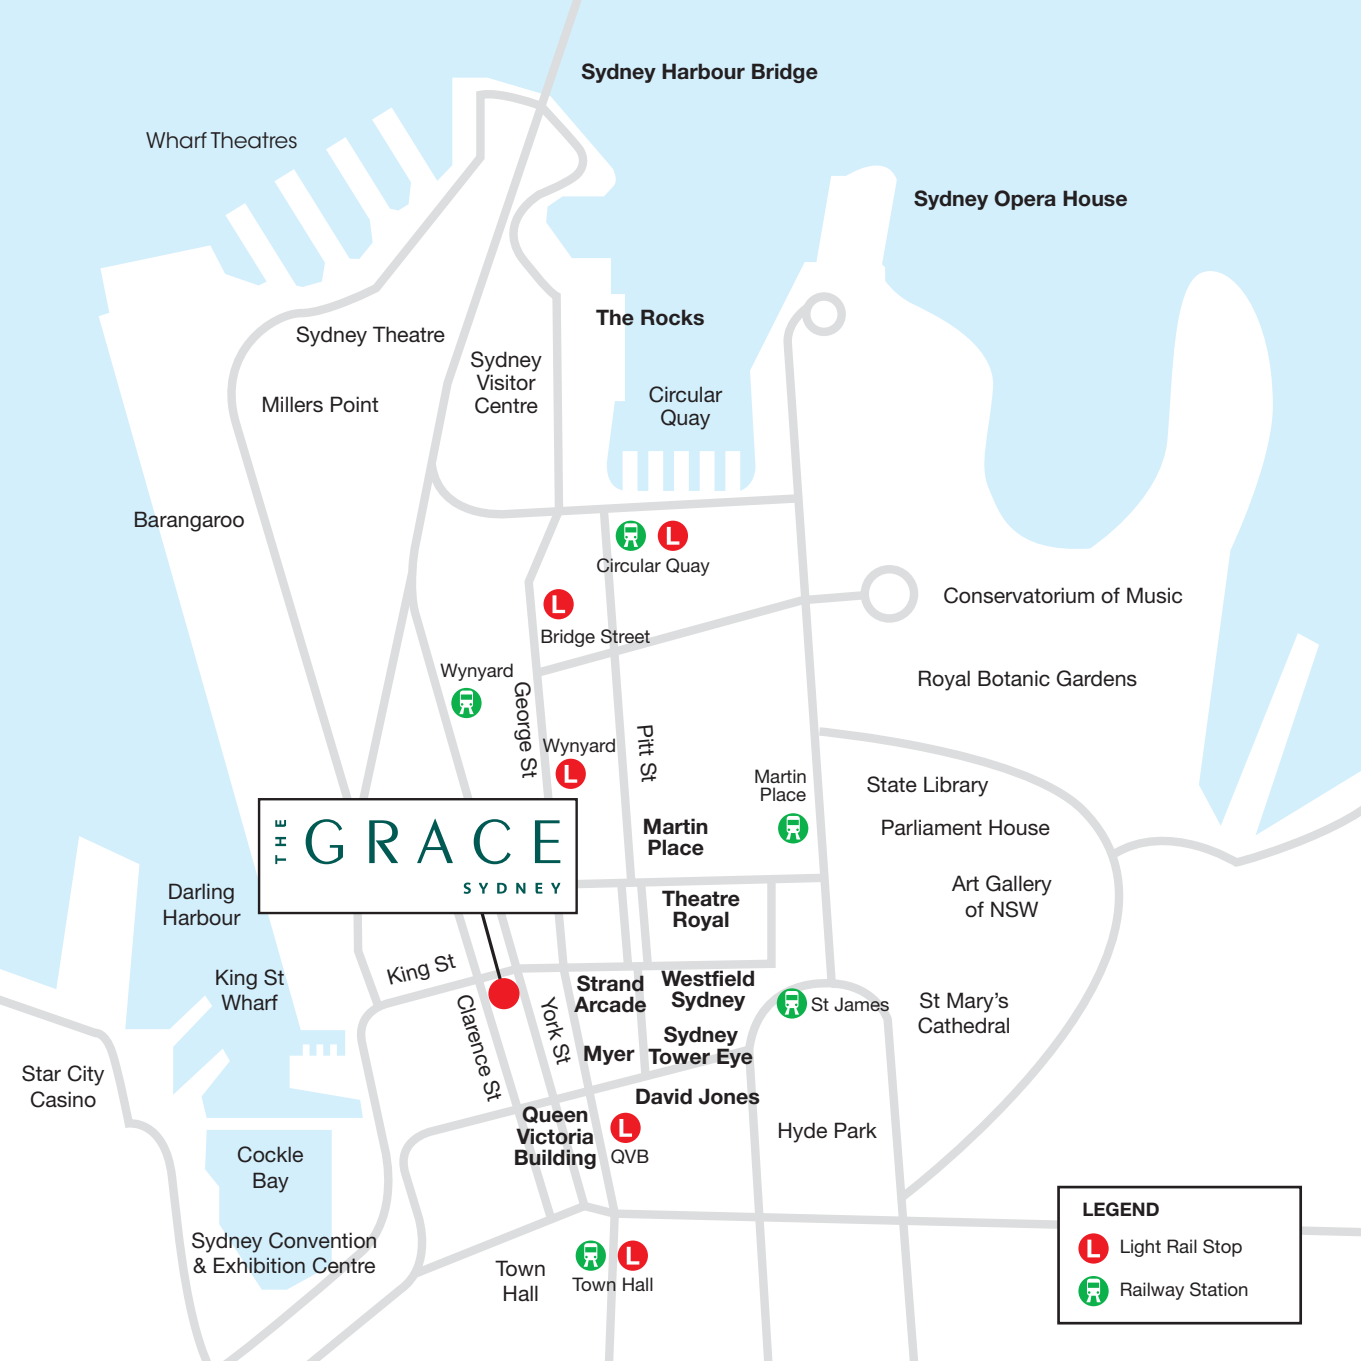 Sydney Harbour Bridge
Wharf Theatres
Sydney Opera House
The Rocks
Sydney Theatre
Sydney
Visitor
Centre
Circular
Quay
Millers Point
Barangaroo
Circular Quay
Conservatorium of Music
Bridge Street
Wynyard
Royal Botanic Gardens
George St
Pitt St
Wynyard
Martin
Place
State Library
THE
GRACE
SYDNEY
Martin
Place
Parliament House
Darling
Harbour
Theatre
Royal
Art Gallery
of NSW
King St
King St
Wharf
Strand
Arcade
Westfield
Sydney
St James
St Mary's
Cathedral
Clarence St
York St
Myer
Sydney
Tower Eye
Star City
Casino
David Jones
Queen
Victoria
Building
L
QVB
Hyde Park
Cockle
Bay
Sydney Convention
& Exhibition Centre
Town
Hall
L
Town Hall
L
L
L
LEGEND
L Light Rail Stop
Railway Station